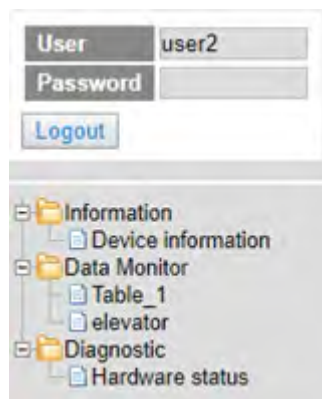 User user2
Password
Logout
Information
Device information
Data Monitor
Table_1
elevator
Diagnostic
Hardware status